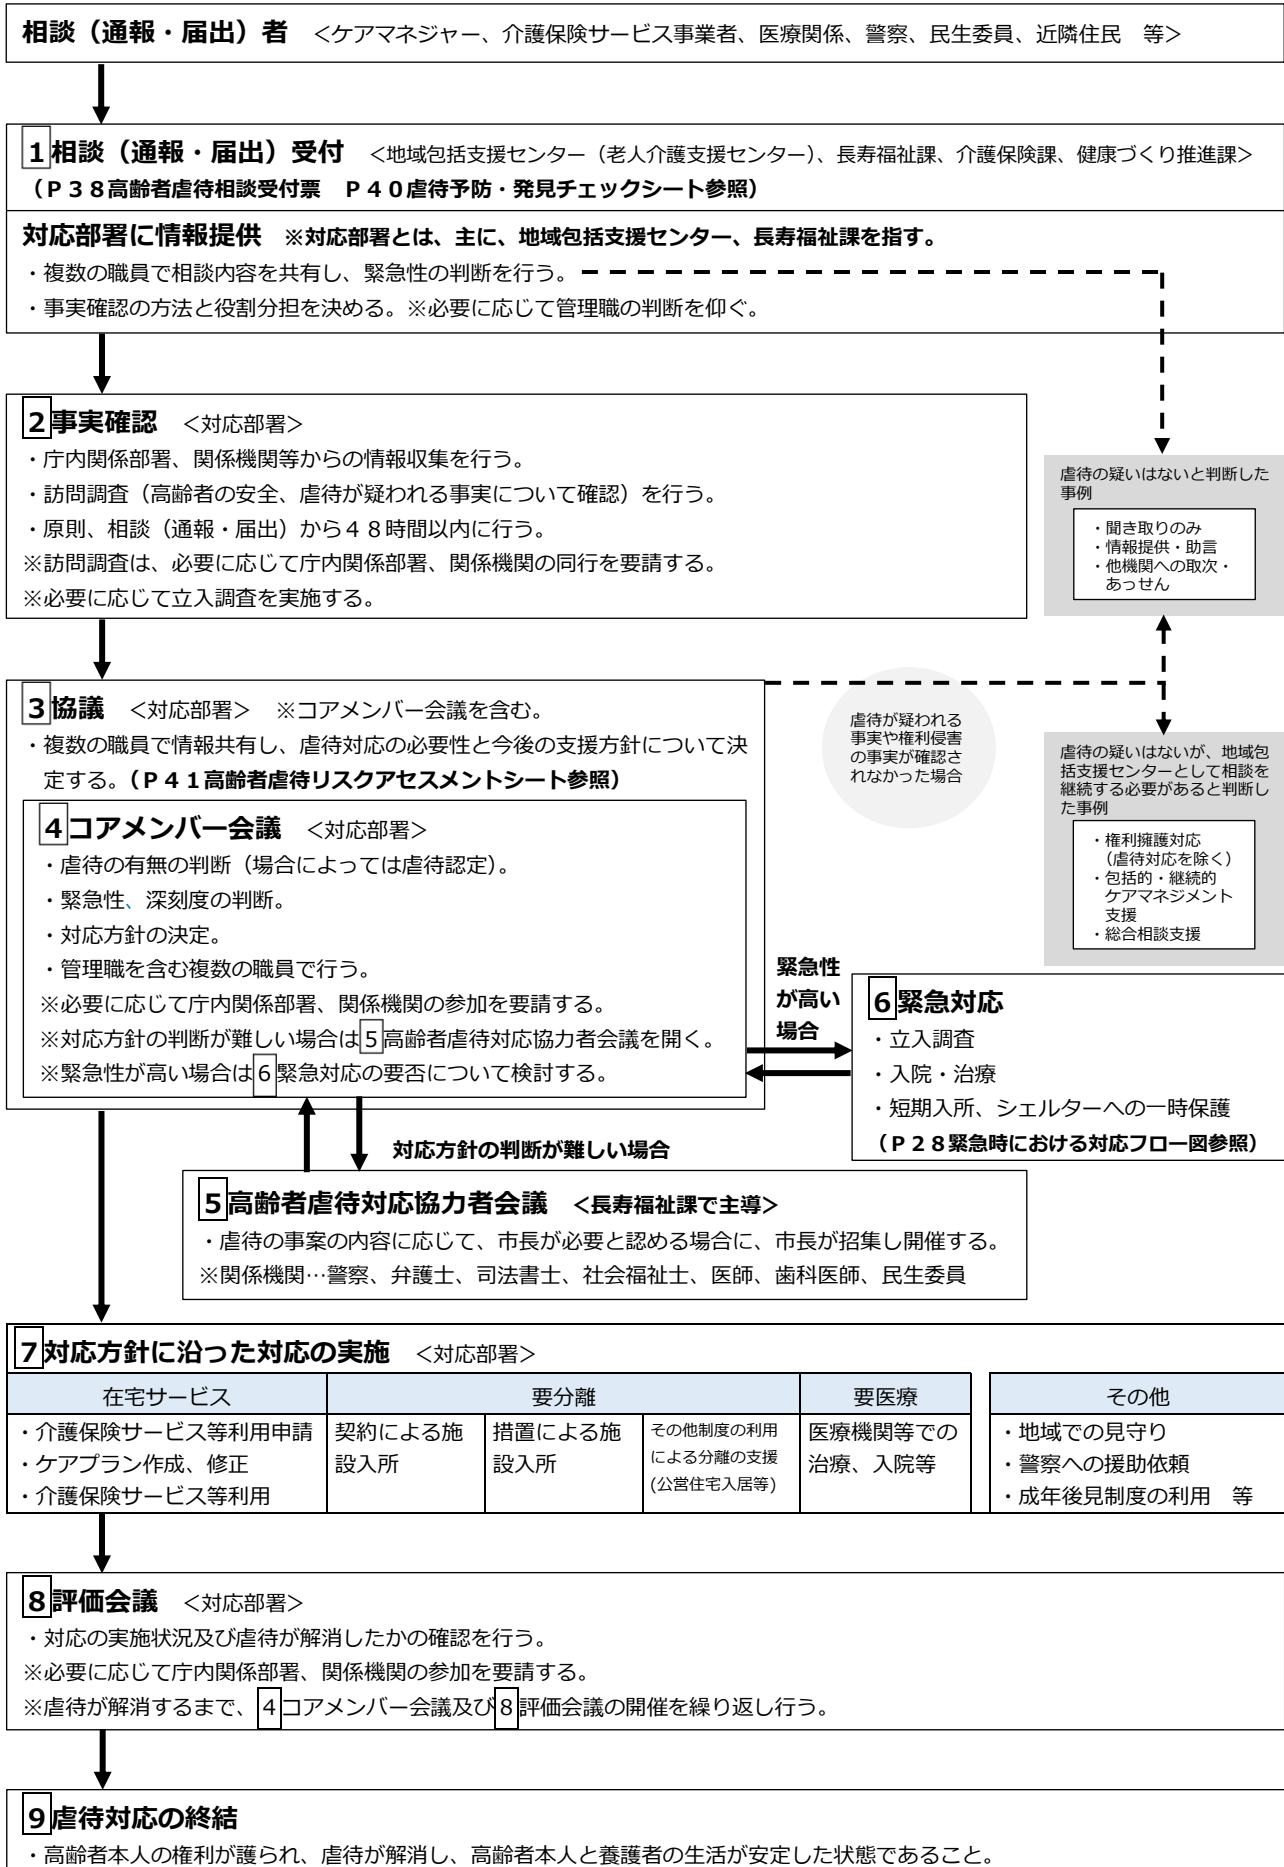 相談（通報・届出）者　＜ケアマネジャー、介護保険サービス事業者、医療関係、警察、民生委員、近隣住民　等＞
1 相談（通報・届出）受付　＜地域包括支援センター（老人介護支援センター）、長寿福祉課、介護保険課、健康づくり推進課＞
（Ｐ３８高齢者虐待相談受付票　Ｐ４０虐待予防・発見チェックシート参照）
対応部署に情報提供　※対応部署とは、主に、地域包括支援センター、長寿福祉課を指す。
・複数の職員で相談内容を共有し、緊急性の判断を行う。
・事実確認の方法と役割分担を決める。※必要に応じて管理職の判断を仰ぐ。
2 事実確認　＜対応部署＞
・庁内関係部署、関係機関等からの情報収集を行う。
・訪問調査（高齢者の安全、虐待が疑われる事実について確認）を行う。
・原則、相談（通報・届出）から４８時間以内に行う。
※訪問調査は、必要に応じて庁内関係部署、関係機関の同行を要請する。
※必要に応じて立入調査を実施する。
虐待の疑いはないと判断した
事例
・聞き取りのみ
・情報提供・助言
・他機関への取次・
あっせん
3 協議　＜対応部署＞　※コアメンバー会議を含む。
・複数の職員で情報共有し、虐待対応の必要性と今後の支援方針について決
定する。（Ｐ４１高齢者虐待リスクアセスメントシート参照）
虐待が疑われる
事実や権利侵害
の事実が確認さ
れなかった場合
虐待の疑いはないが、地域包
括支援センターとして相談を
継続する必要があると判断し
た事例
・権利擁護対応
（虐待対応を除く）
・包括的・継続的
ケアマネジメント
支援
・総合相談支援
4 コアメンバー会議　＜対応部署＞
・虐待の有無の判断（場合によっては虐待認定）。
・緊急性、深刻度の判断。
・対応方針の決定。
・管理職を含む複数の職員で行う。
※必要に応じて庁内関係部署、関係機関の参加を要請する。
※対応方針の判断が難しい場合は 5 高齢者虐待対応協力者会議を開く。
※緊急性が高い場合は 6 緊急対応の要否について検討する。
緊急性
が高い
場合
6 緊急対応
・立入調査
・入院・治療
・短期入所、シェルターへの一時保護
（Ｐ２８緊急時における対応フロー図参照）
対応方針の判断が難しい場合
5 高齢者虐待対応協力者会議　＜長寿福祉課で主導＞
・虐待の事案の内容に応じて、市長が必要と認める場合に、市長が招集し開催する。
※関係機関…警察、弁護士、司法書士、社会福祉士、医師、歯科医師、民生委員
7 対応方針に沿った対応の実施　＜対応部署＞
在宅サービス　要分離　要医療　その他
・介護保険サービス等利用申請
・ケアプラン作成、修正
・介護保険サービス等利用
契約による施
設入所
措置による施
設入所
その他制度の利用
による分離の支援
(公営住宅入居等)
医療機関等での
治療、入院等
・地域での見守り
・警察への援助依頼
・成年後見制度の利用　等
8 評価会議　＜対応部署＞
・対応の実施状況及び虐待が解消したかの確認を行う。
※必要に応じて庁内関係部署、関係機関の参加を要請する。
※虐待が解消するまで、 4 コアメンバー会議及び 8 評価会議の開催を繰り返し行う。
9 虐待対応の終結
・高齢者本人の権利が護られ、虐待が解消し、高齢者本人と養護者の生活が安定した状態であること。